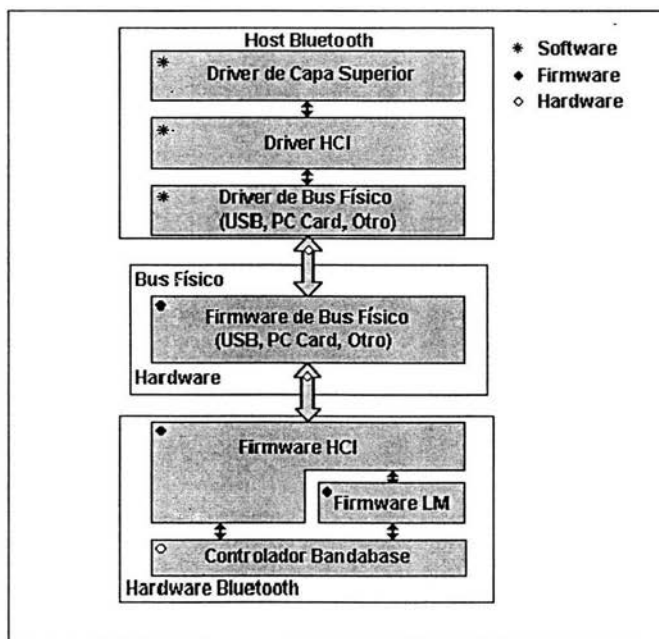 Host Bluetooth
Driver de Capa Superior
Driver HCI
Driver de Bus Físico
(USB, PC Card, Otro)
Bus Físico
Firmware de Bus Físico
(USB, PC Card, Otro)
Hardware
Firmware HCI
Firmware LM
Controlador Bandabase
Hardware Bluetooth
Software
Firmware
Hardware